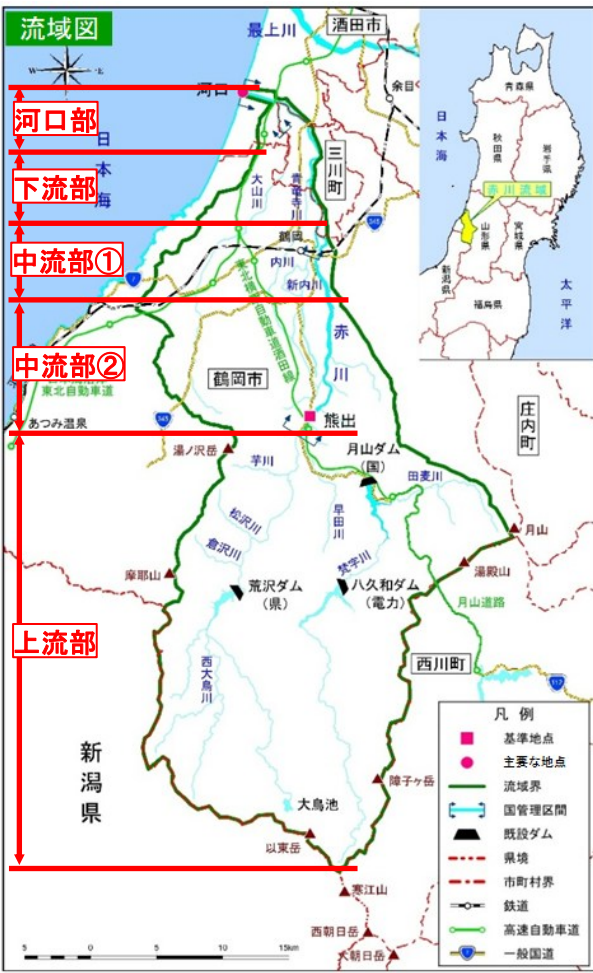 流域図
最上川
酒田市
余目
W
E
河口
河口部
日本海
下流部
中流部①
中流部②
上流部
三川町
大山川
青龍寺川
鶴岡
内川
新内川
345
7
東北横断自動車道酒田線
赤川
鶴岡市
東北自動車道
あつみ温泉
345
熊出
庄内町
月山ダム
(国)
湯ノ沢岳
芋川
田麦川
松沢川
早田川
倉沢川
梵字川
月山
湯殿山
摩耶山
荒沢ダム
(県)
八久和ダム
(電力)
月山道路
西川町
112
西大鳥川
新潟県
大鳥池
障子ヶ岳
以東岳
寒江山
西朝日岳
大朝日岳
5 0 5 10 15km
青森県
日本海
秋田県
岩手県
赤川流域
山形県
宮城県
新潟県
福島県
太平洋
凡例
基準地点
主要な地点
流域界
国管理区間
既設ダム
県境
市町村界
鉄道
高速自動車道
一般国道